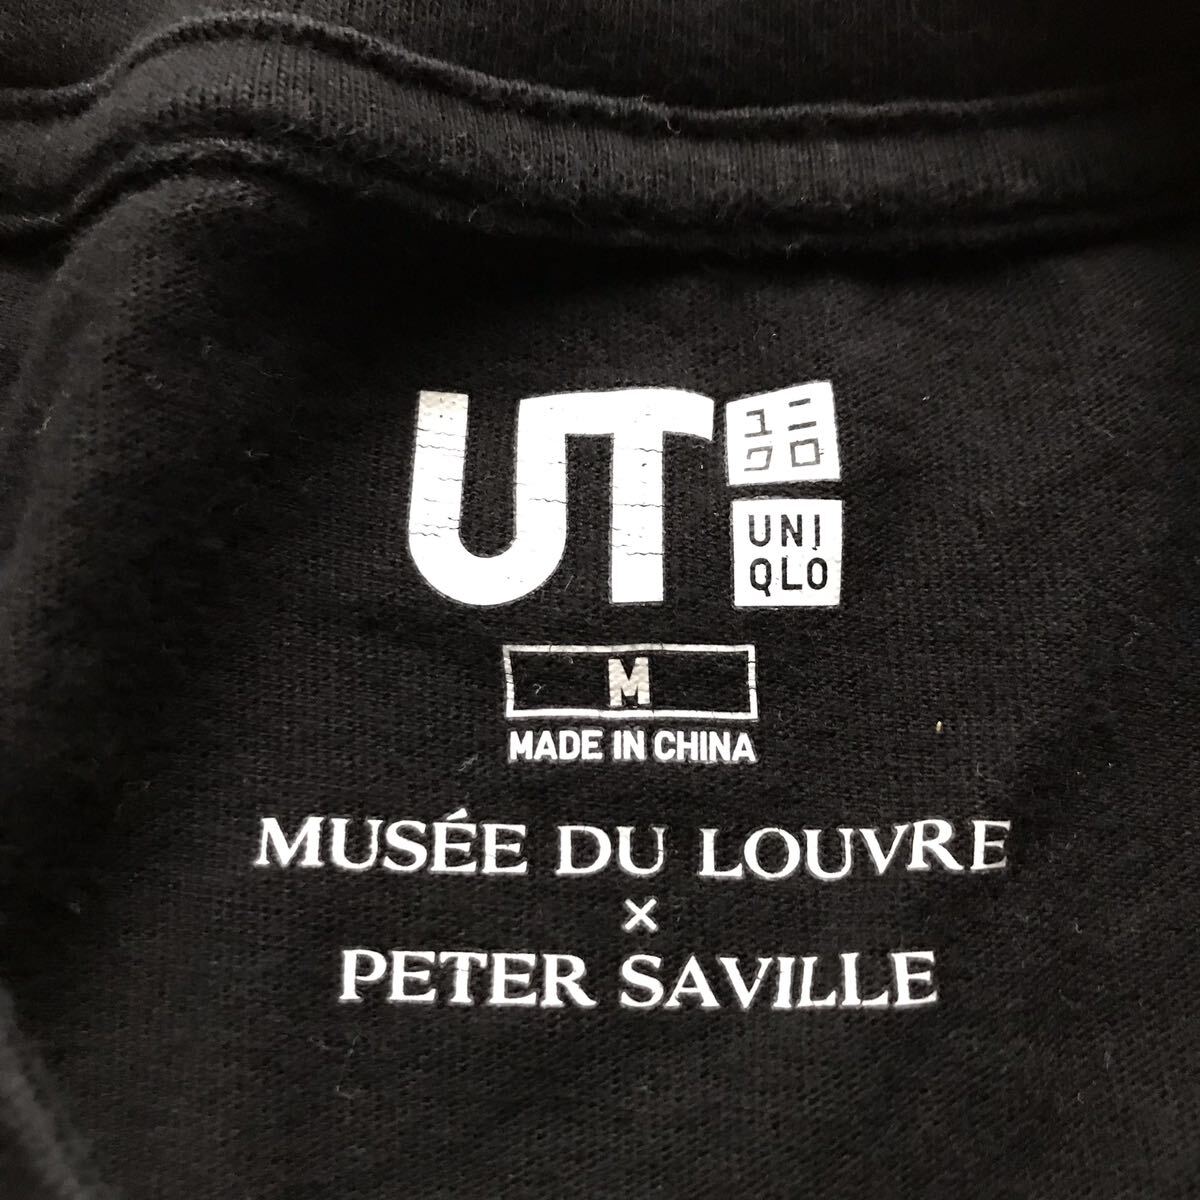 UT
ユニ
クロ
UNI
QLO
M
MADE IN CHINA
MUSÉE DU LOUVRE
×
PETER SAVILLE